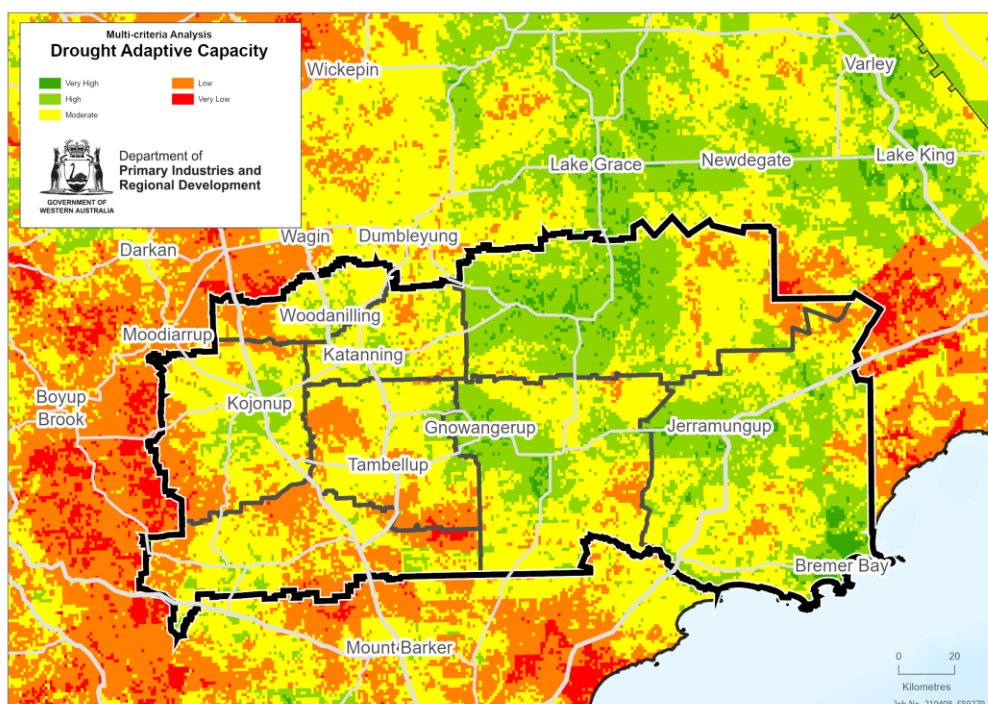 Multi-criteria Analysis
Drought Adaptive Capacity
Very High
Low
High
Very Low
Moderate
Department of
Primary Industries and
Regional Development
GOVERNMENT OF
WESTERN AUSTRALIA
Wickepin
Varley
Lake Grace
Newdegate
Lake King
Darkan
Wagin
Dumbleyung
Moodiarrup
Woodanilling
Katanning
Boyup
Brook
Kojonup
Gnowangerup
Jerramungup
Tambellup
Bremer Bay
Mount Barker
0
20
Kilometres